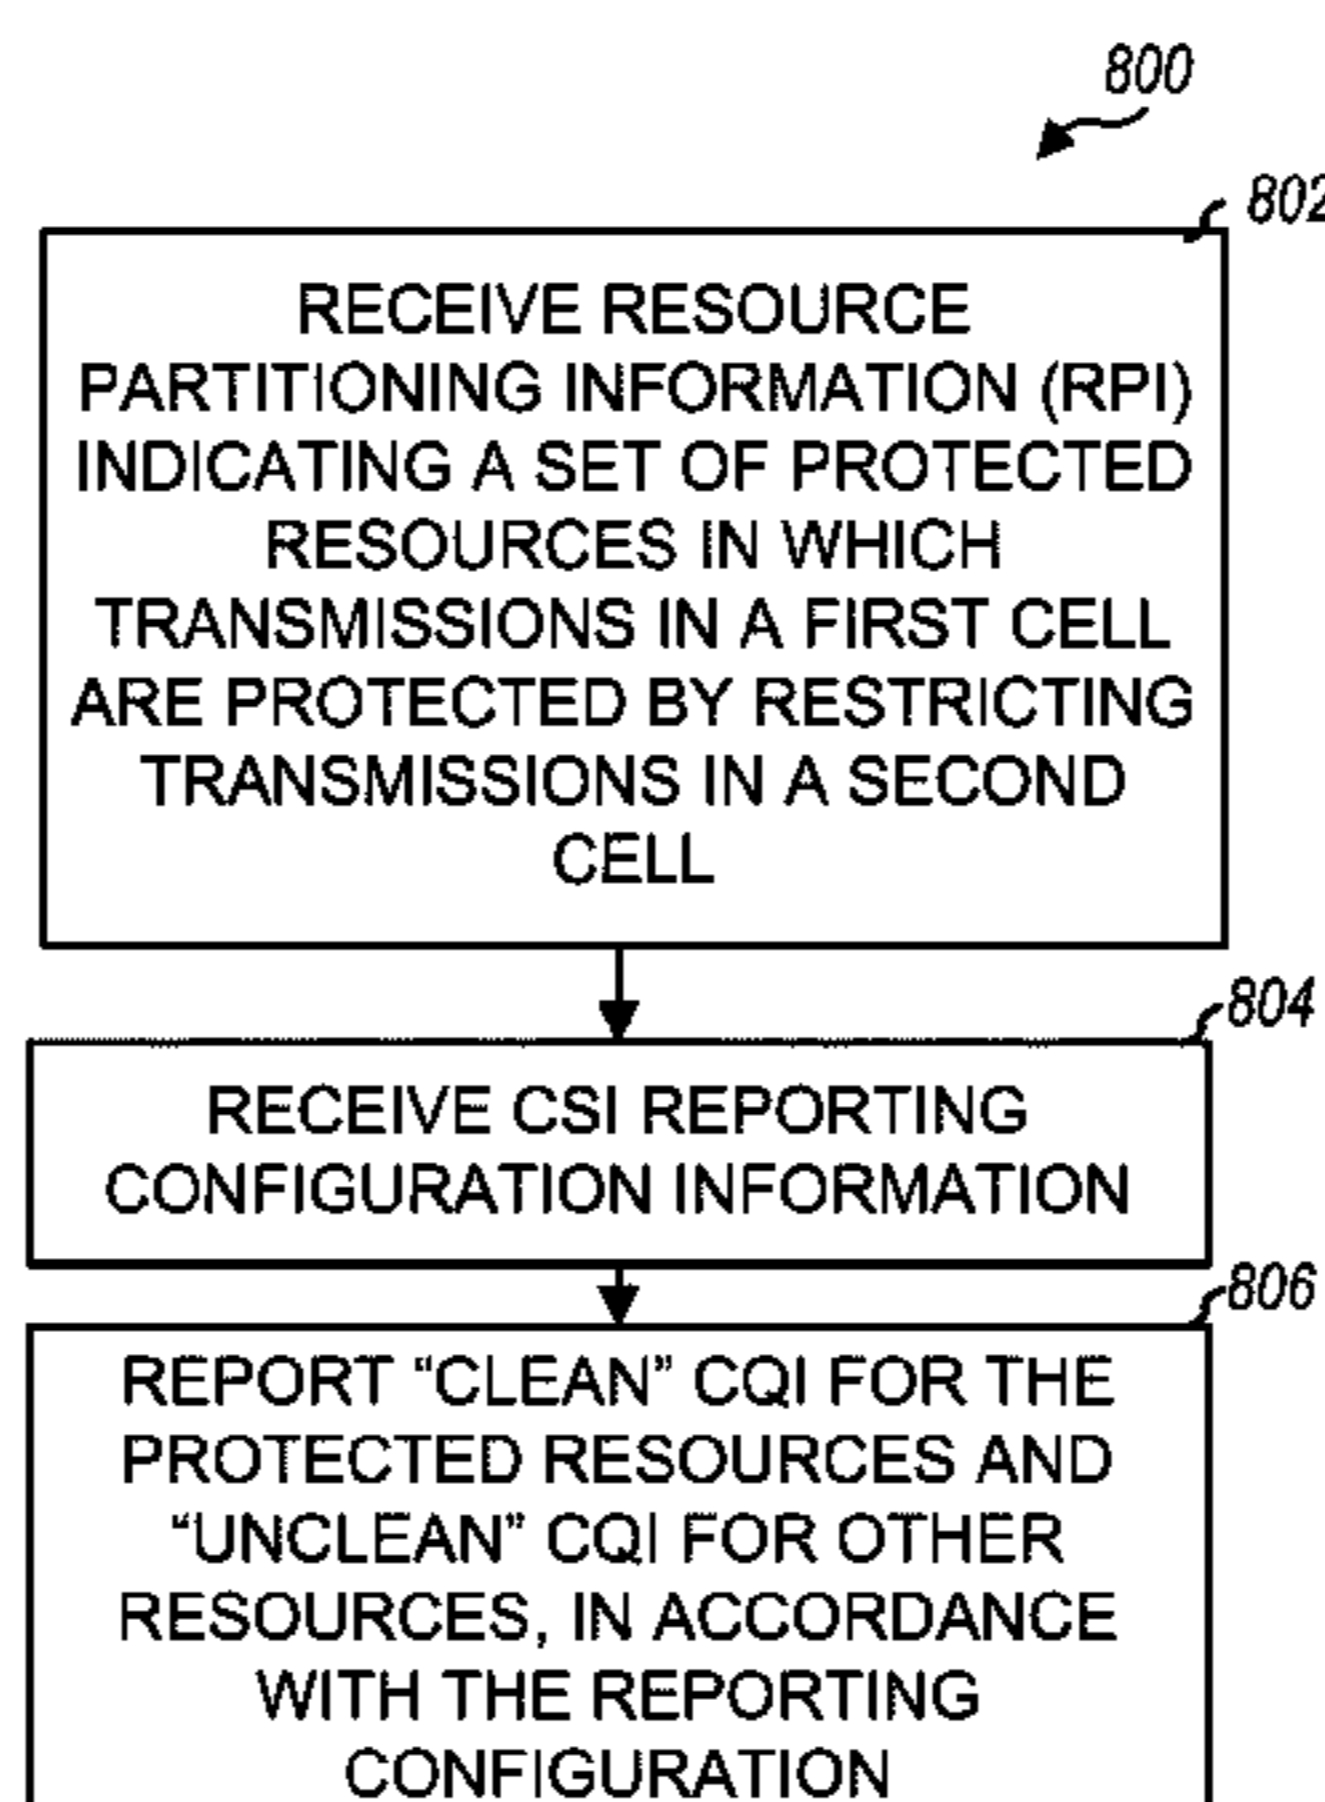 800
802
RECEIVE RESOURCE
PARTITIONING INFORMATION (RPI)
INDICATING A SET OF PROTECTED
RESOURCES IN WHICH
TRANSMISSIONS IN A FIRST CELL
ARE PROTECTED BY RESTRICTING
TRANSMISSIONS IN A SECOND
CELL
804
RECEIVE CSI REPORTING
CONFIGURATION INFORMATION
806
REPORT “CLEAN” CQI FOR THE
PROTECTED RESOURCES AND
“UNCLEAN” CQI FOR OTHER
RESOURCES, IN ACCORDANCE
WITH THE REPORTING
CONFIGURATION